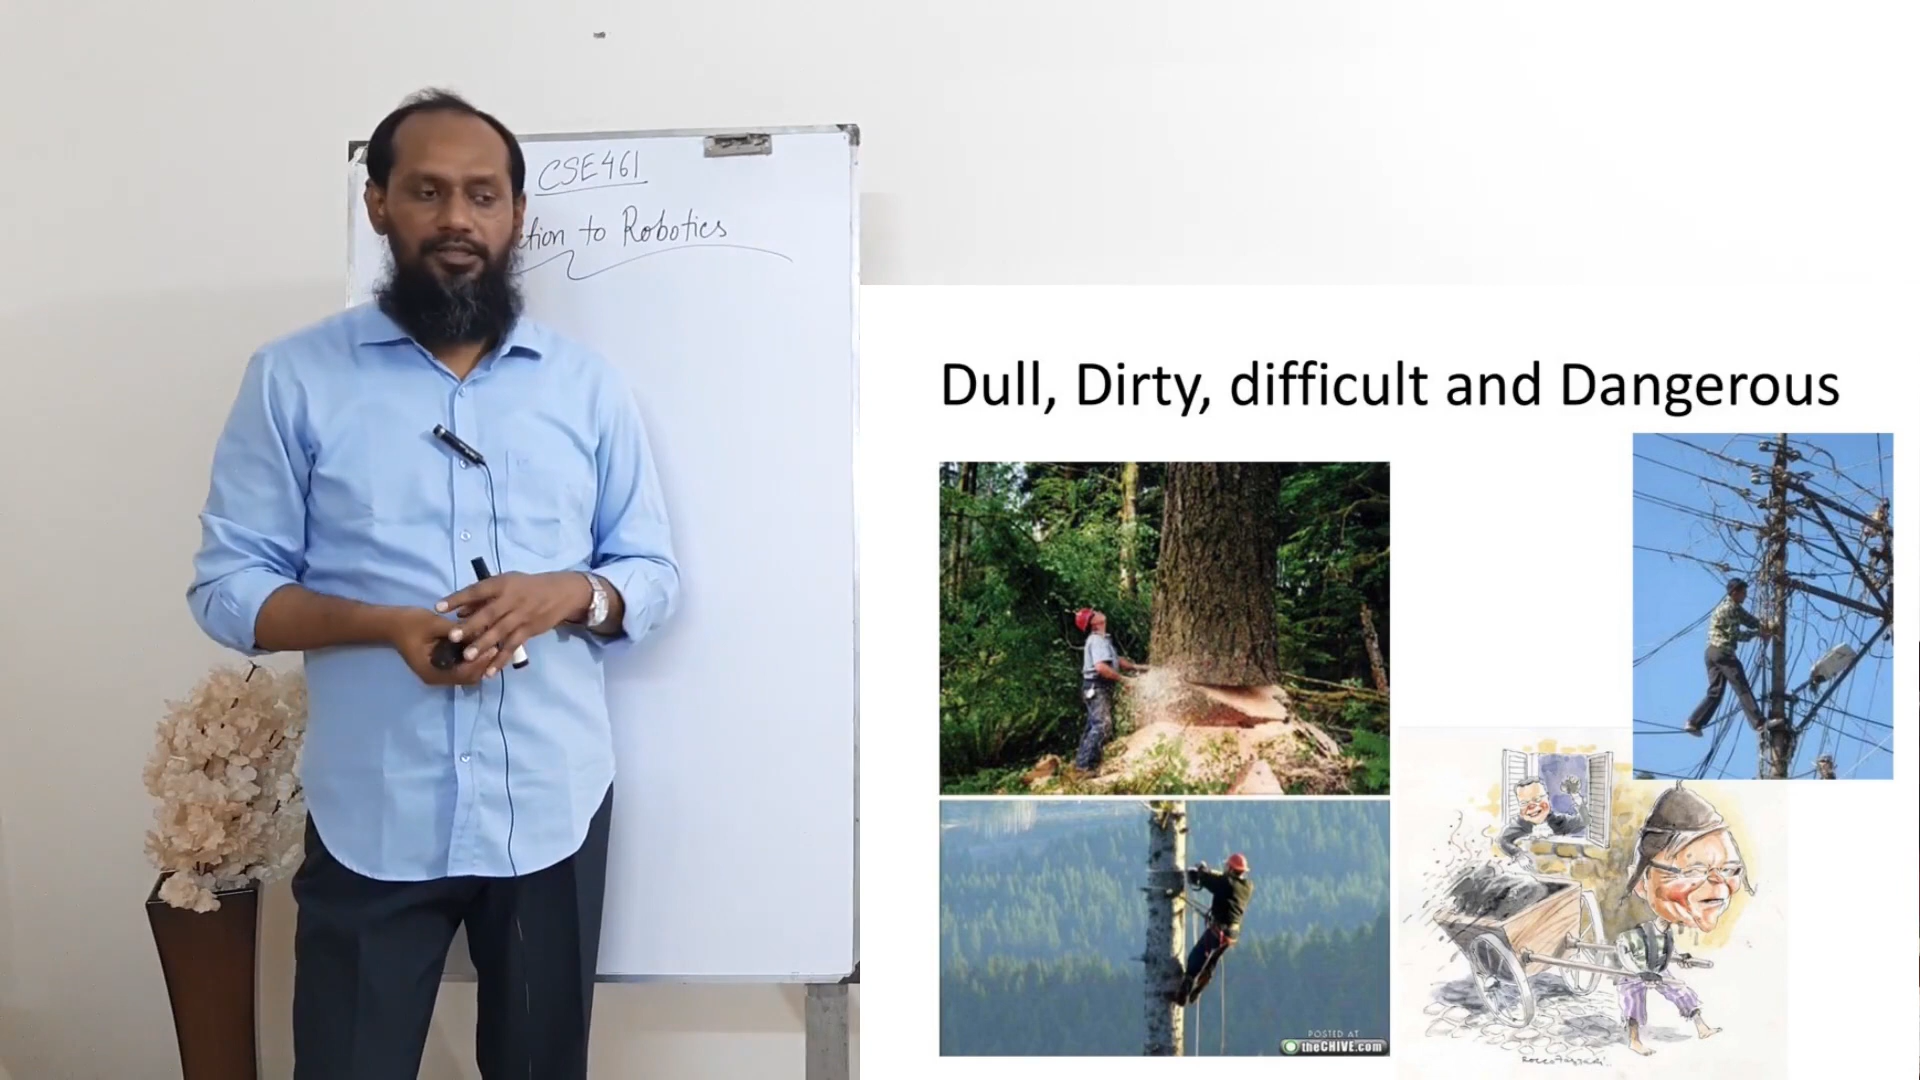 CSE461
ction to Robotics
Dull, Dirty, difficult and Dangerous
POSTED AT
theCHIVE.com